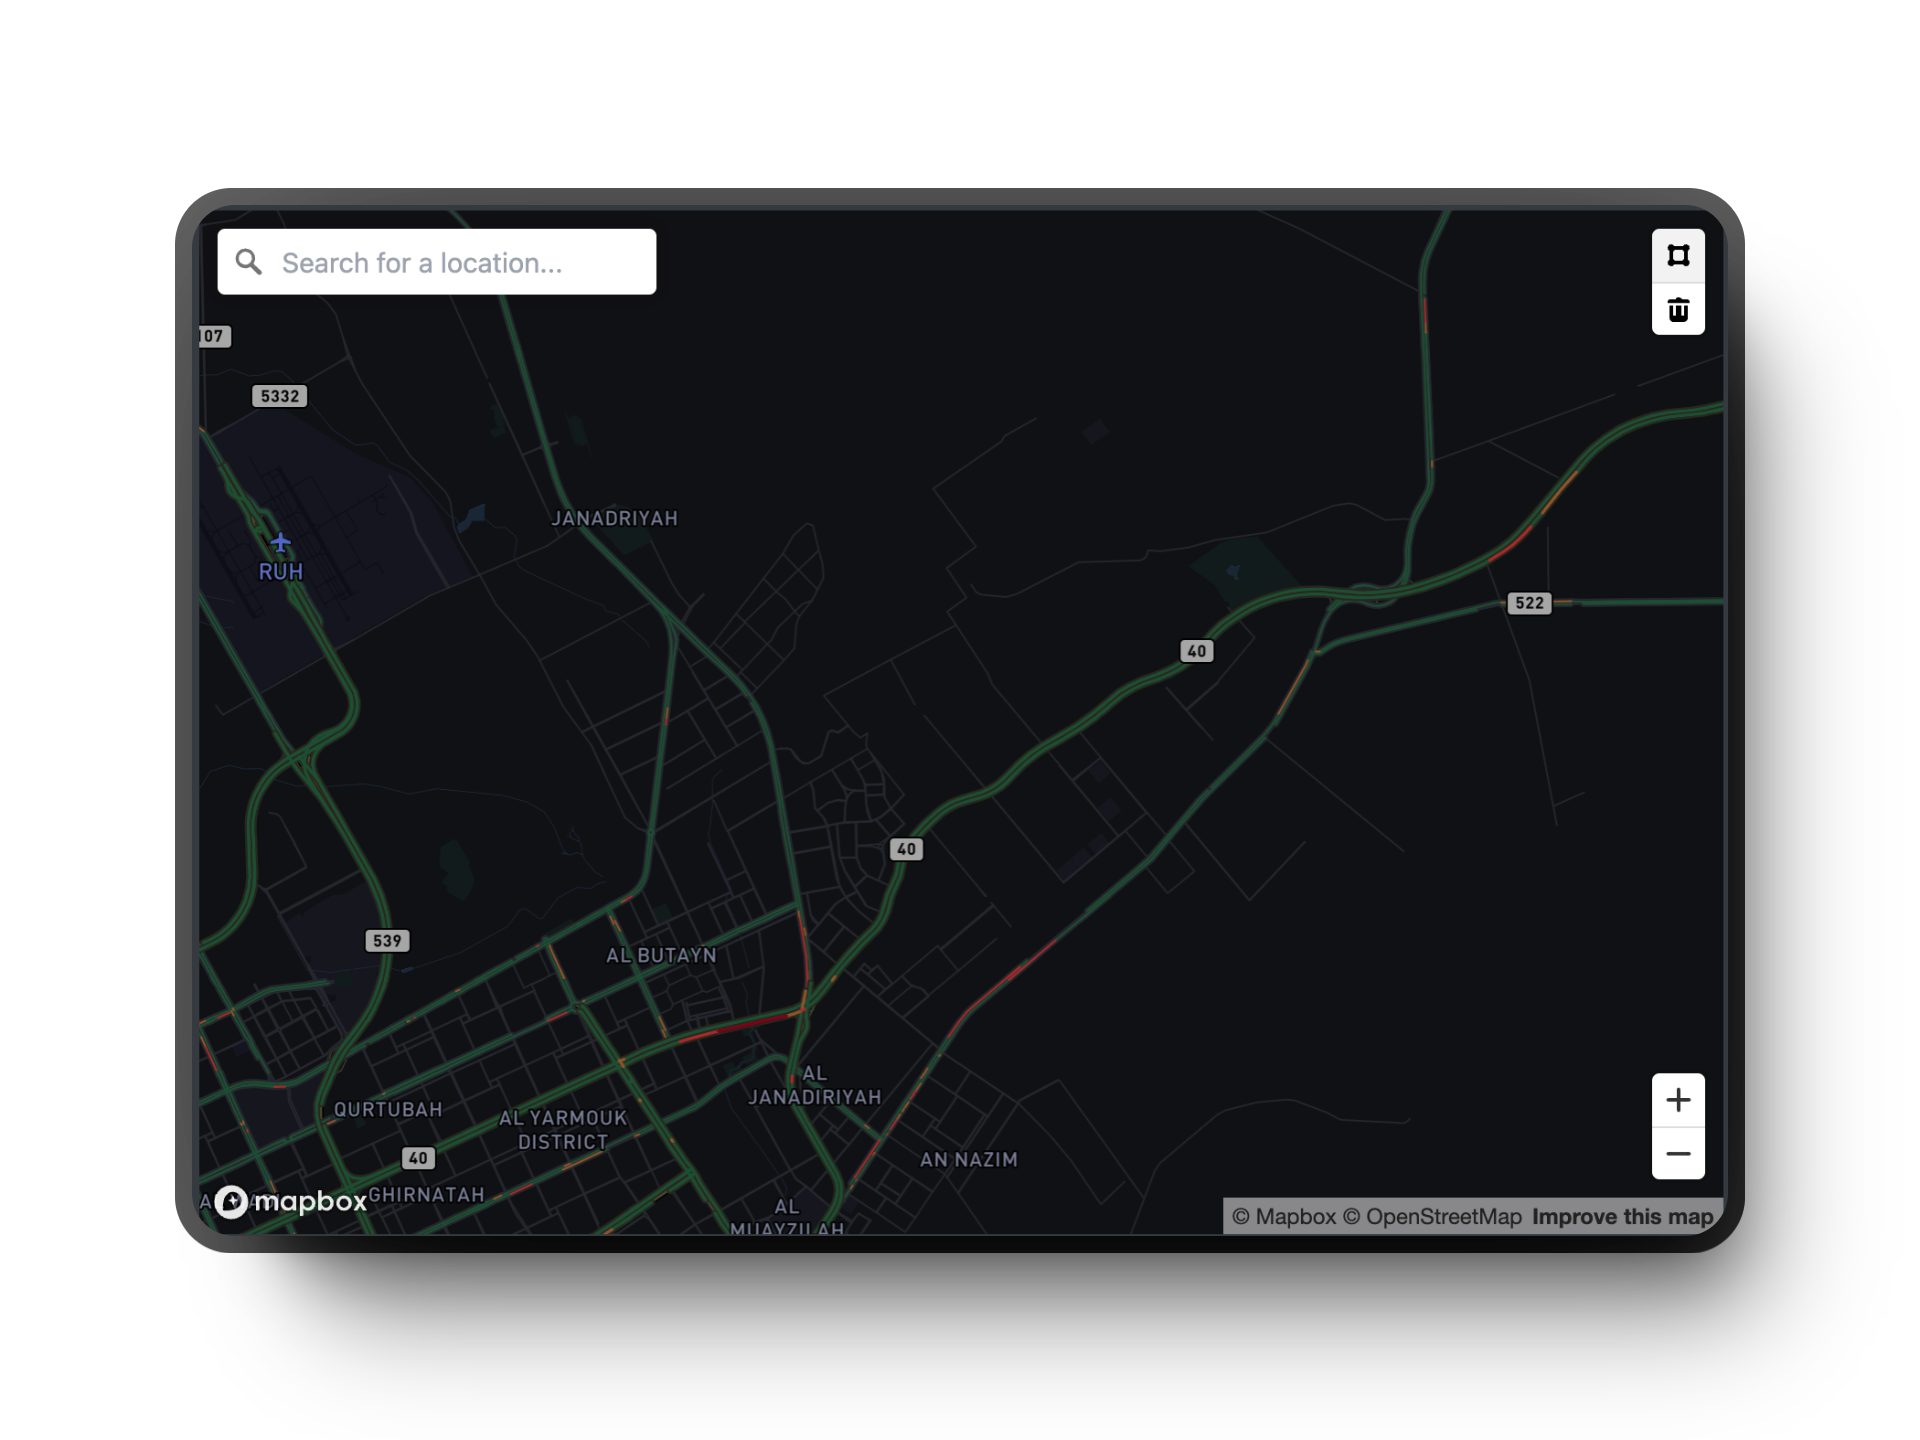 Search for a location...
107
5332
JANADRIYAH
RUH
522
40
40
539
AL BUTAYN
AL
JANADIRIYAH
QURTUBAH
AL YARMOUK
DISTRICT
40
AN NAZIM
GHIRNATAH
mapbox
AL
MUAYZILAH
© Mapbox © OpenStreetMap Improve this map